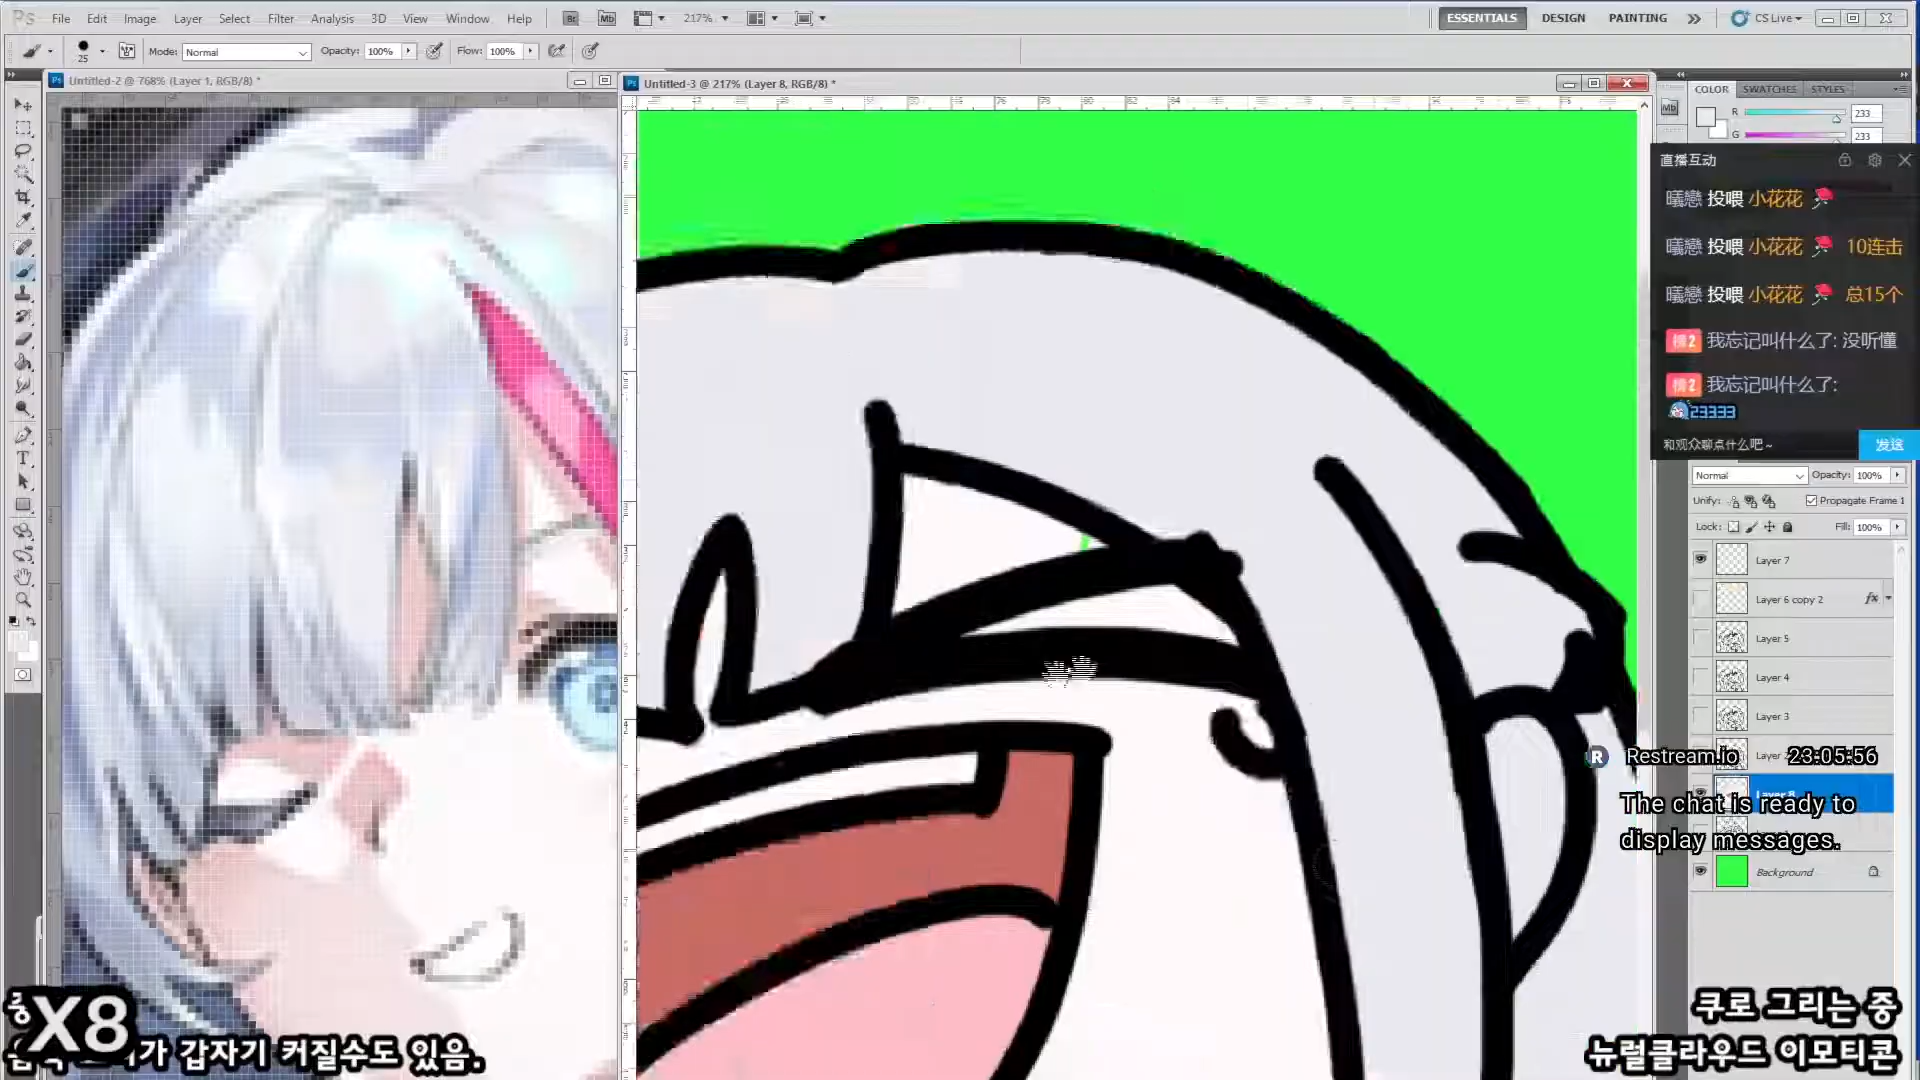 File Edit Image Layer Select Filter Analysis 3D View Window Help Br Mb 217% ESSENTIALS DESIGN PAINTING CS Live
25 Mode: Normal Opacity: 100% Flow: 100%
Untitled-2 @ 768% (Layer 1, RGB/8) *
Untitled-3 @ 217% (Layer 8, RGB/8) *
COLOR SWATCHES STYLES
R 233
G 233
直播互动
曦戀 投喂 小花花
曦戀 投喂 小花花 10连击
曦戀 投喂 小花花 总15个
我忘记叫什么了: 没听懂
我忘记叫什么了:
23333
和观众聊点什么吧~ 发送
Normal Opacity: 100%
Unify: Propagate Frame 1
Lock: Fill: 100%
Layer 7
Layer 6 copy 2 fx
Layer 5
Layer 4
Layer 3
Restream.io 23:05:56
Layer 8
The chat is ready to
display messages.
Background
X8
갑자기 커질수도 있음.
쿠로 그리는 중
뉴럴클라우드 이모티콘